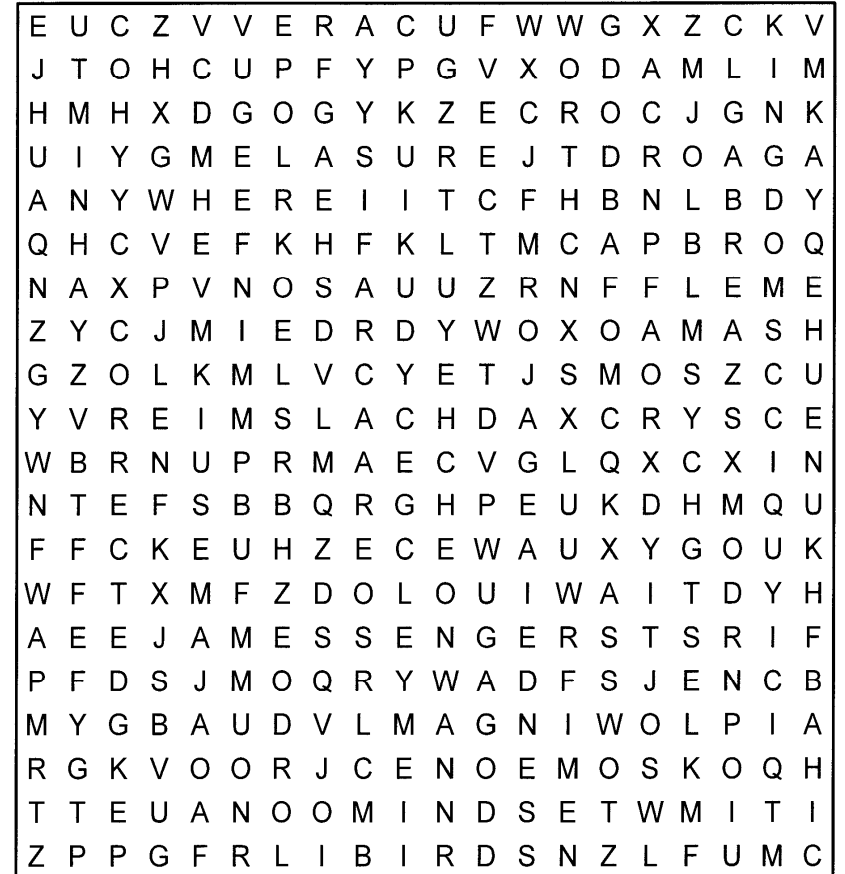 E U C Z V V E R A C U F W W G X Z C K V
J T O H C U P F Y P G V X O D A M L I M
H M H X D G O G Y K Z E C R O C J G N K
U I Y G M E L A S U R E J T D R O A G A
A N Y W H E R E I I T C F H B N L B D Y
Q H C V E F K H F K L T M C A P B R O Q
N A X P V N O S A U U Z R N F F L E M E
Z Y C J M I E D R D Y W O X O A M A S H
G Z O L K M L V C Y E T J S M O S Z C U
Y V R E I M S L A C H D A X C R Y S C E
W B R N U P R M A E C V G L Q X C X I N
N T E F S B B Q R G H P E U K D H M Q U
F F C K E U H Z E C E W A U X Y G O U K
W F T X M F Z D O L O U I W A I T D Y H
A E E J A M E S S E N G E R S T S R I F
P F D S J M O Q R Y W A D F S J E N C B
M Y G B A U D V L M A G N I W O L P I A
R G K V O O R J C E N O E M O S K O Q H
T T E U A N O O M I N D S E T W M I T I
Z P P G F R L I B I R D S N Z L F U M C